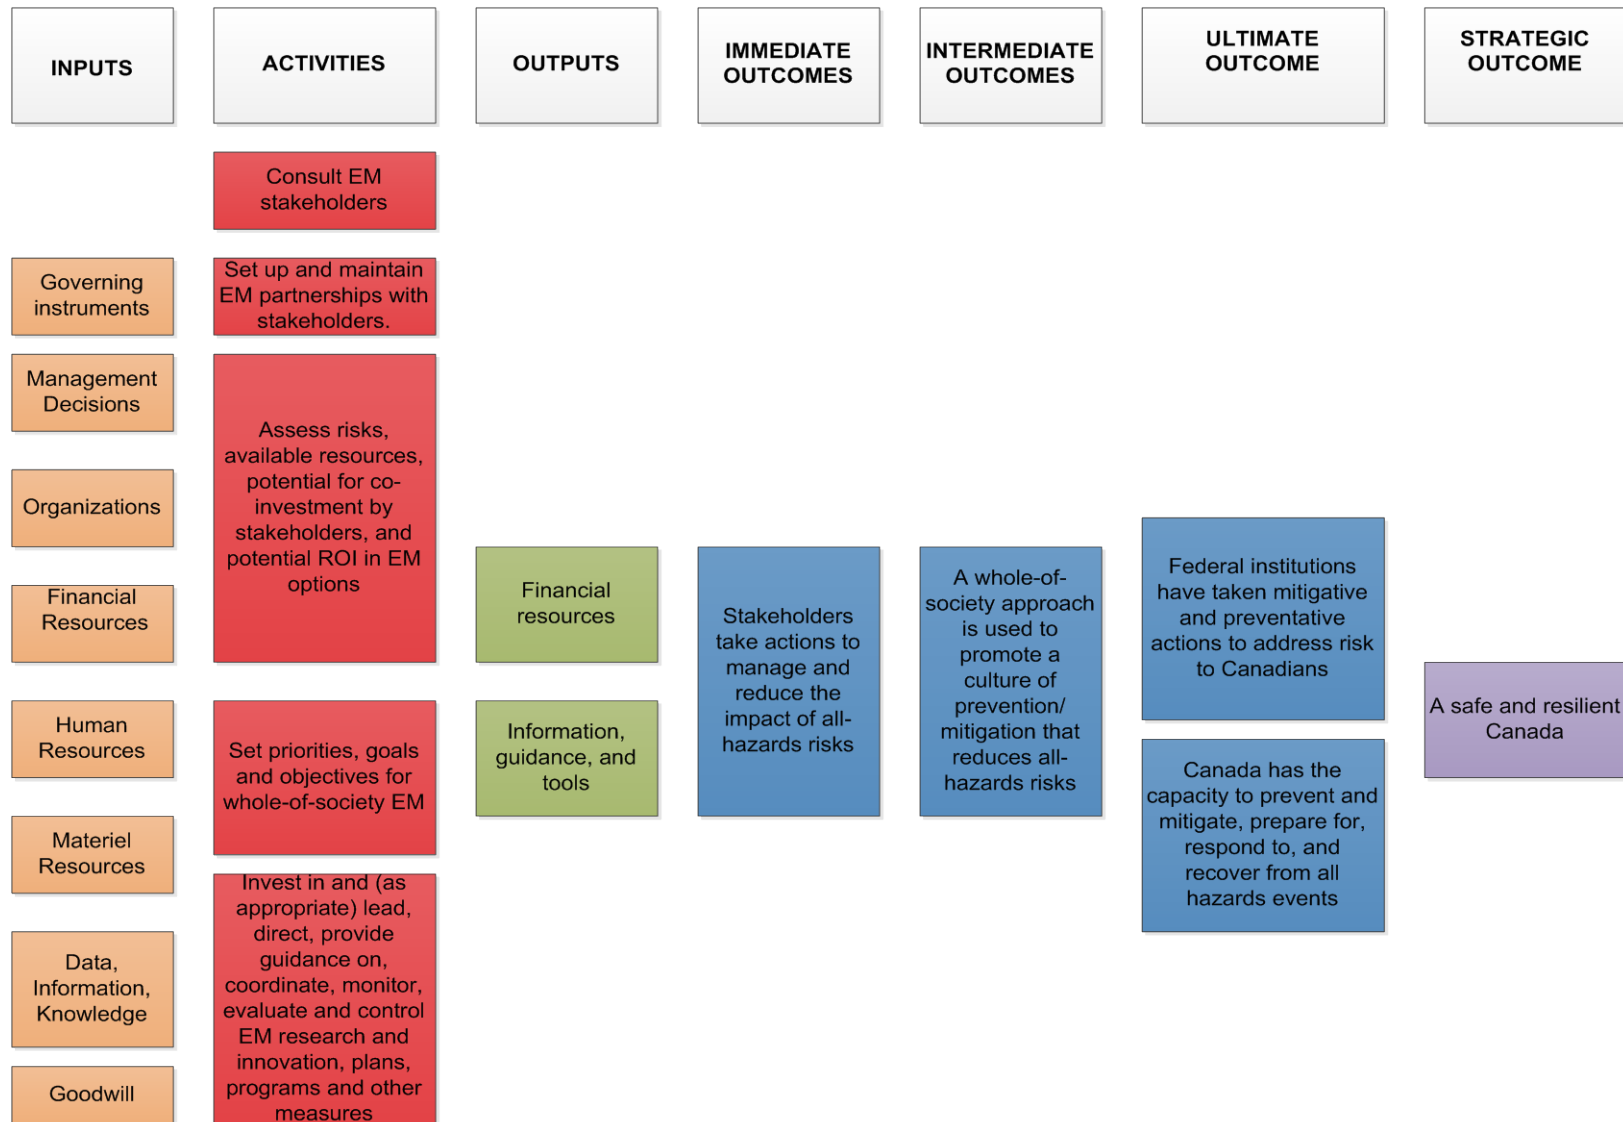 INPUTS
ACTIVITIES
OUTPUTS
IMMEDIATE
OUTCOMES
INTERMEDIATE
OUTCOMES
ULTIMATE
OUTCOME
STRATEGIC
OUTCOME
Governing
instruments
Management
Decisions
Organizations
Financial
Resources
Human
Resources
Materiel
Resources
Data,
Information,
Knowledge
Goodwill
Consult EM
stakeholders
Set up and maintain
EM partnerships with
stakeholders.
Assess risks,
available resources,
potential for co-
investment by
stakeholders, and
potential ROI in EM
options
Set priorities, goals
and objectives for
whole-of-society EM
Invest in and (as
appropriate) lead,
direct, provide
guidance on,
coordinate, monitor,
evaluate and control
EM research and
innovation, plans,
programs and other
measures
Financial
resources
Information,
guidance, and
tools
Stakeholders
take actions to
manage and
reduce the
impact of all-
hazards risks
A whole-of-
society approach
is used to
promote a
culture of
prevention/
mitigation that
reduces all-
hazards risks
Federal institutions
have taken mitigative
and preventative
actions to address risk
to Canadians
Canada has the
capacity to prevent and
mitigate, prepare for,
respond to, and
recover from all
hazards events
A safe and resilient
Canada